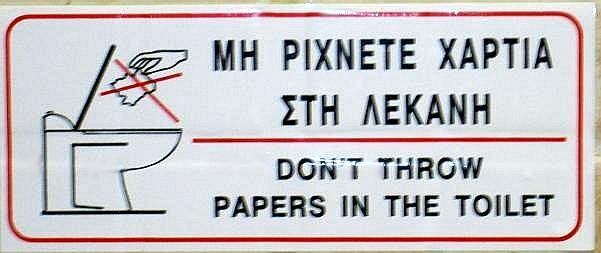 ΜΗ ΡΙΧΝΕΤΕ ΧΑΡΤΙΑ
ΣΤΗ ΛΕΚΑΝΗ
DON'T THROW
PAPERS IN THE TOILET